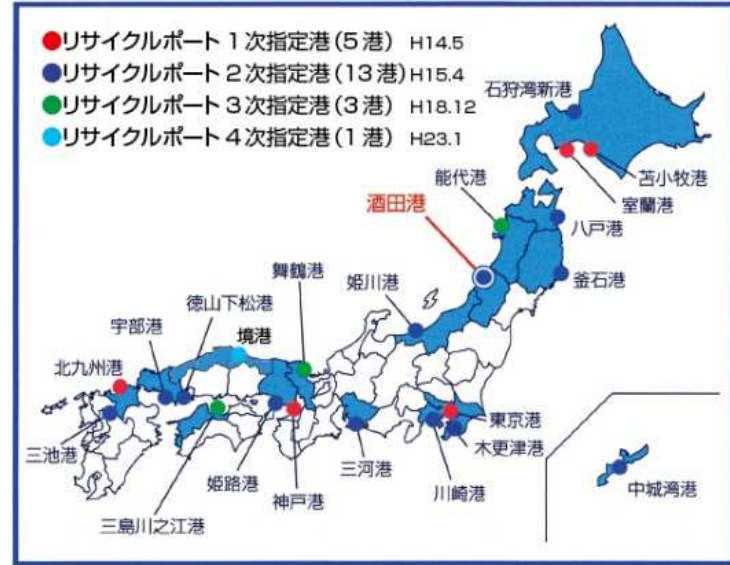 ●リサイクルポート1次指定港(5港) H14.5
●リサイクルポート2次指定港(13港) H15.4
●リサイクルポート3次指定港(3港) H18.12
●リサイクルポート4次指定港(1港) H23.1
石狩湾新港
苫小牧港
室蘭港
能代港
八戸港
酒田港
釜石港
舞鶴港
姫川港
徳山下松港
宇部港
境港
北九州港
東京港
木更津港
三池港
三河港
川崎港
姫路港
神戸港
三島川之江港
中城湾港